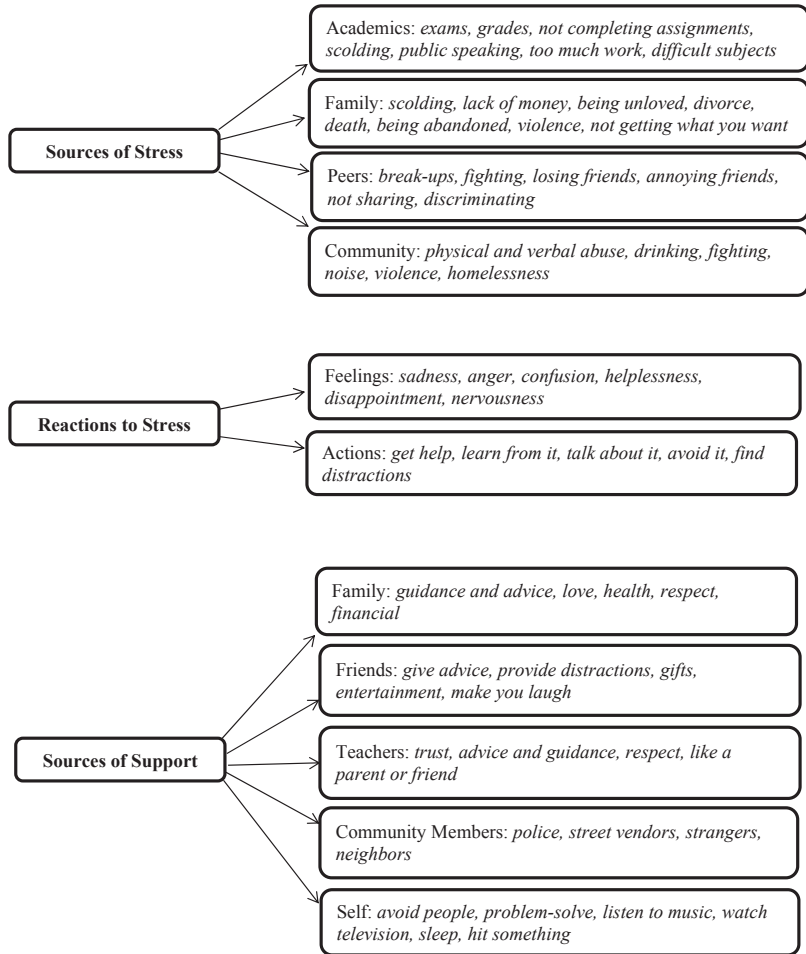 Academics: exams, grades, not completing assignments,
scolding, public speaking, too much work, difficult subjects
Family: scolding, lack of money, being unloved, divorce,
death, being abandoned, violence, not getting what you want
Sources of Stress
Peers: break-ups, fighting, losing friends, annoying friends,
not sharing, discriminating
Community: physical and verbal abuse, drinking, fighting,
noise, violence, homelessness
Feelings: sadness, anger, confusion, helplessness,
disappointment, nervousness
Reactions to Stress
Actions: get help, learn from it, talk about it, avoid it, find
distractions
Family: guidance and advice, love, health, respect,
financial
Friends: give advice, provide distractions, gifts,
entertainment, make you laugh
Sources of Support
Teachers: trust, advice and guidance, respect, like a
parent or friend
Community Members: police, street vendors, strangers,
neighbors
Self: avoid people, problem-solve, listen to music, watch
television, sleep, hit something